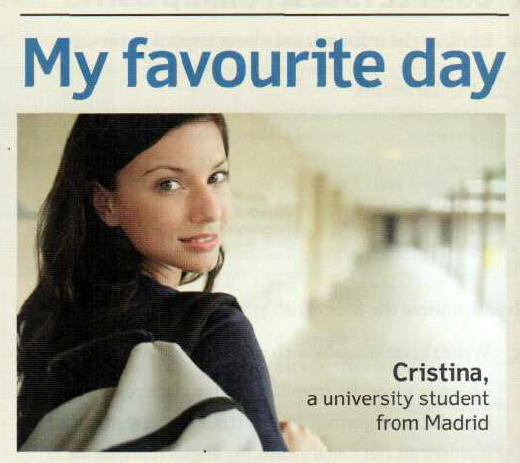 My favourite day
Cristina,
a university student
from Madrid